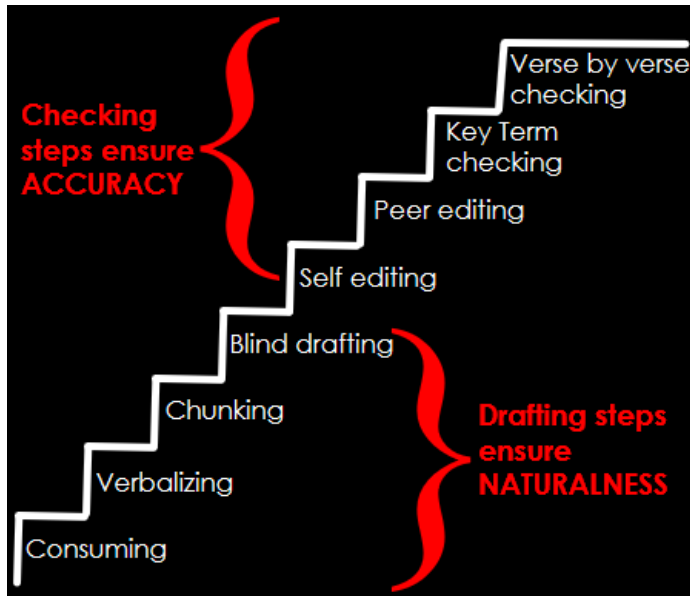 Verse by verse
checking
Checking
steps ensure
ACCURACY
Key Term
checking
Peer editing
Self editing
Blind drafting
Chunking
Drafting steps
ensure
NATURALNESS
Verbalizing
Consuming